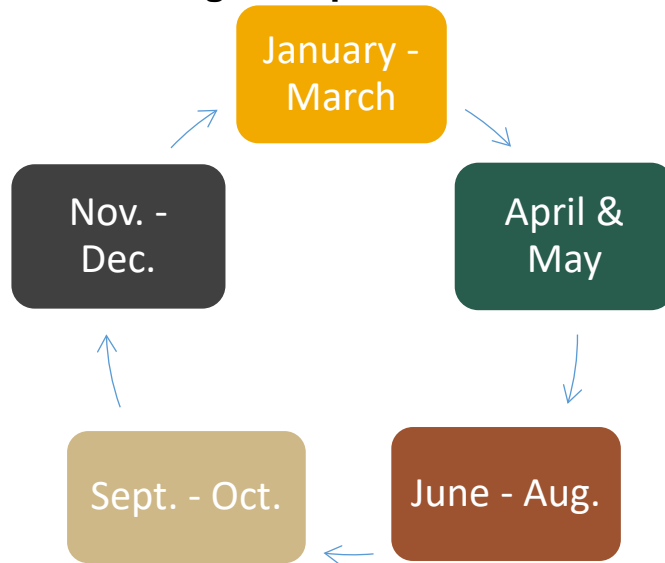 January -
March
April &
May
June - Aug.
Sept. - Oct.
Nov. -
Dec.